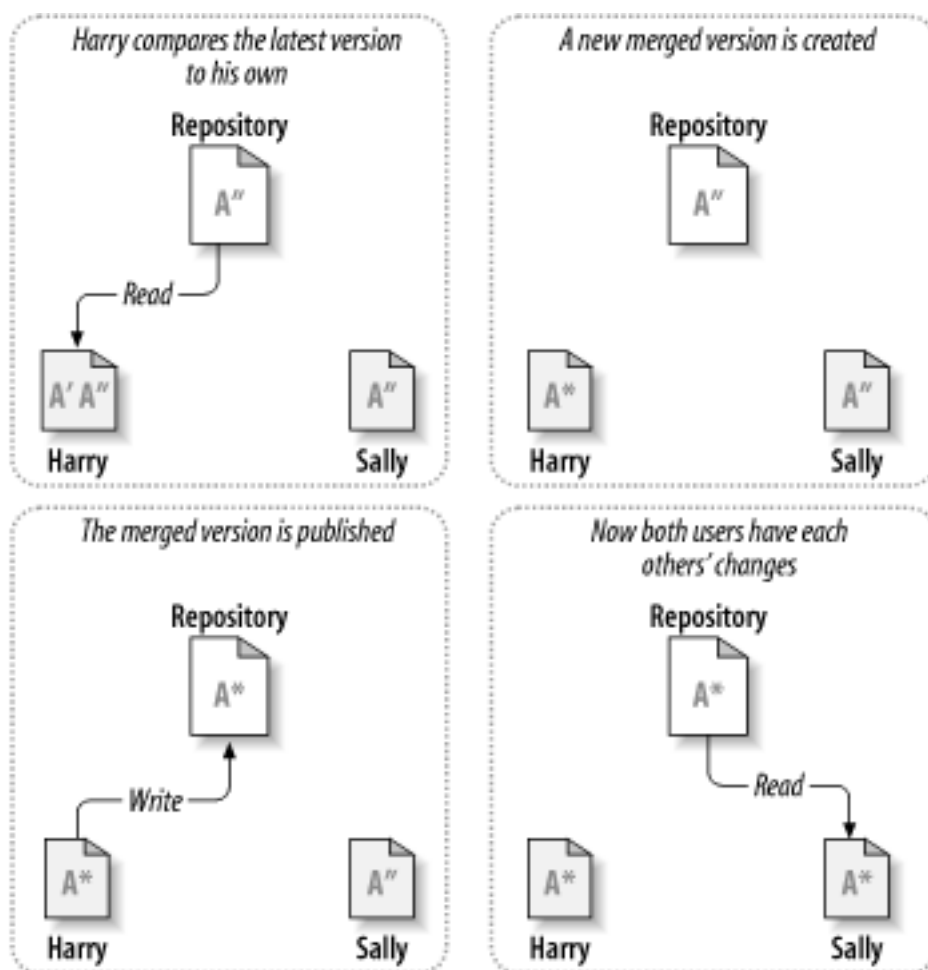 Harry compares the latest version
to his own
Repository
A″
Read
A′ A″
A″
Harry
Sally
A new merged version is created
Repository
A″
A*
A″
Harry
Sally
The merged version is published
Repository
A*
Write
A*
A″
Harry
Sally
Now both users have each
others’ changes
Repository
A*
Read
A*
A*
Harry
Sally